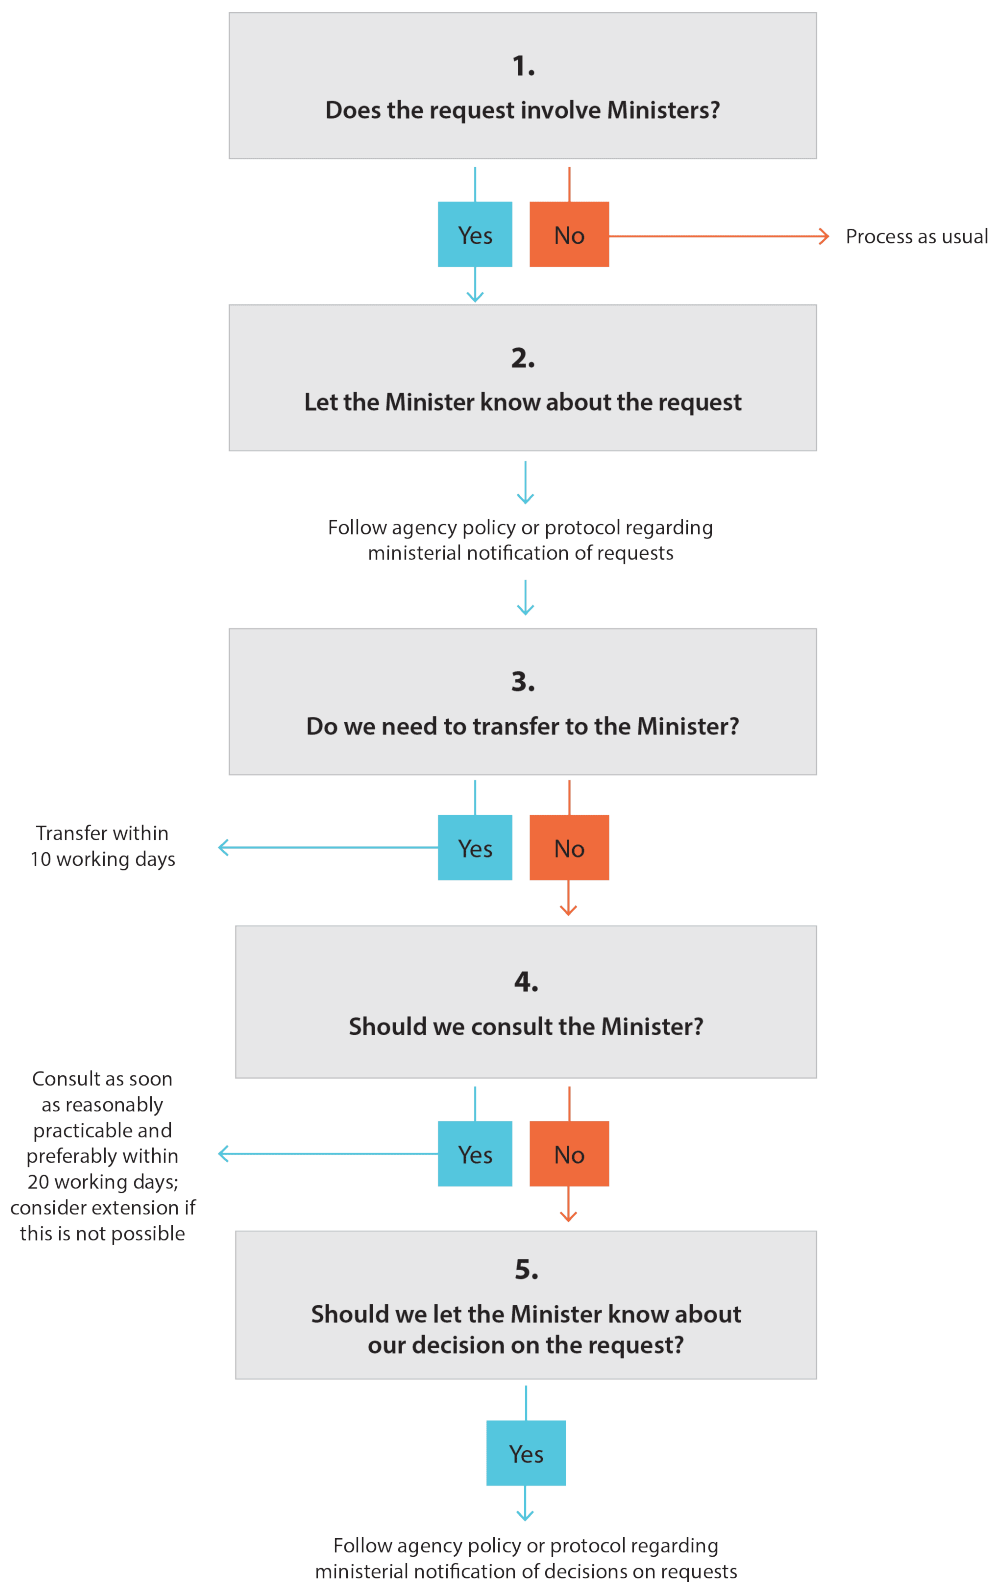 1.
Does the request involve Ministers?
Yes
No
Process as usual
2.
Let the Minister know about the request
Follow agency policy or protocol regarding
ministerial notification of requests
3.
Do we need to transfer to the Minister?
Transfer within
10 working days
Yes
No
4.
Should we consult the Minister?
Consult as soon
as reasonably
practicable and
preferably within
20 working days;
consider extension if
this is not possible
Yes
No
5.
Should we let the Minister know about
our decision on the request?
Yes
Follow agency policy or protocol regarding
ministerial notification of decisions on requests